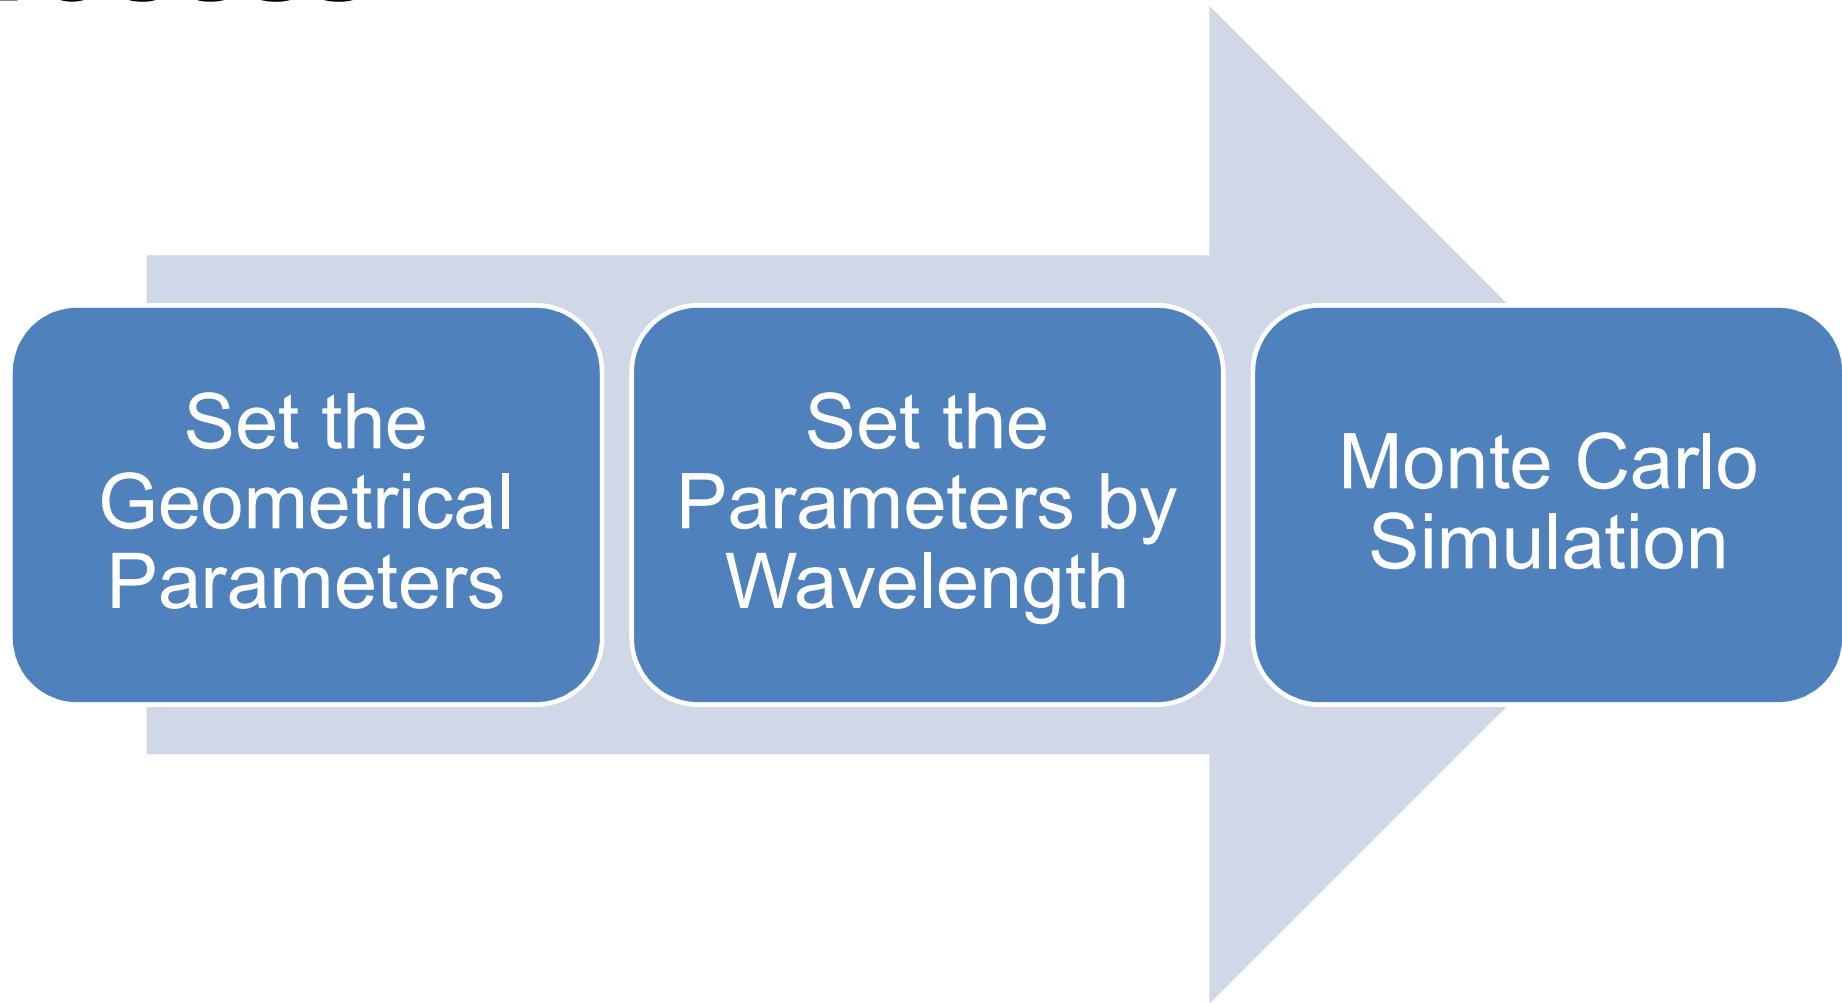 Set the
Geometrical
Parameters
Set the
Parameters by
Wavelength
Monte Carlo
Simulation